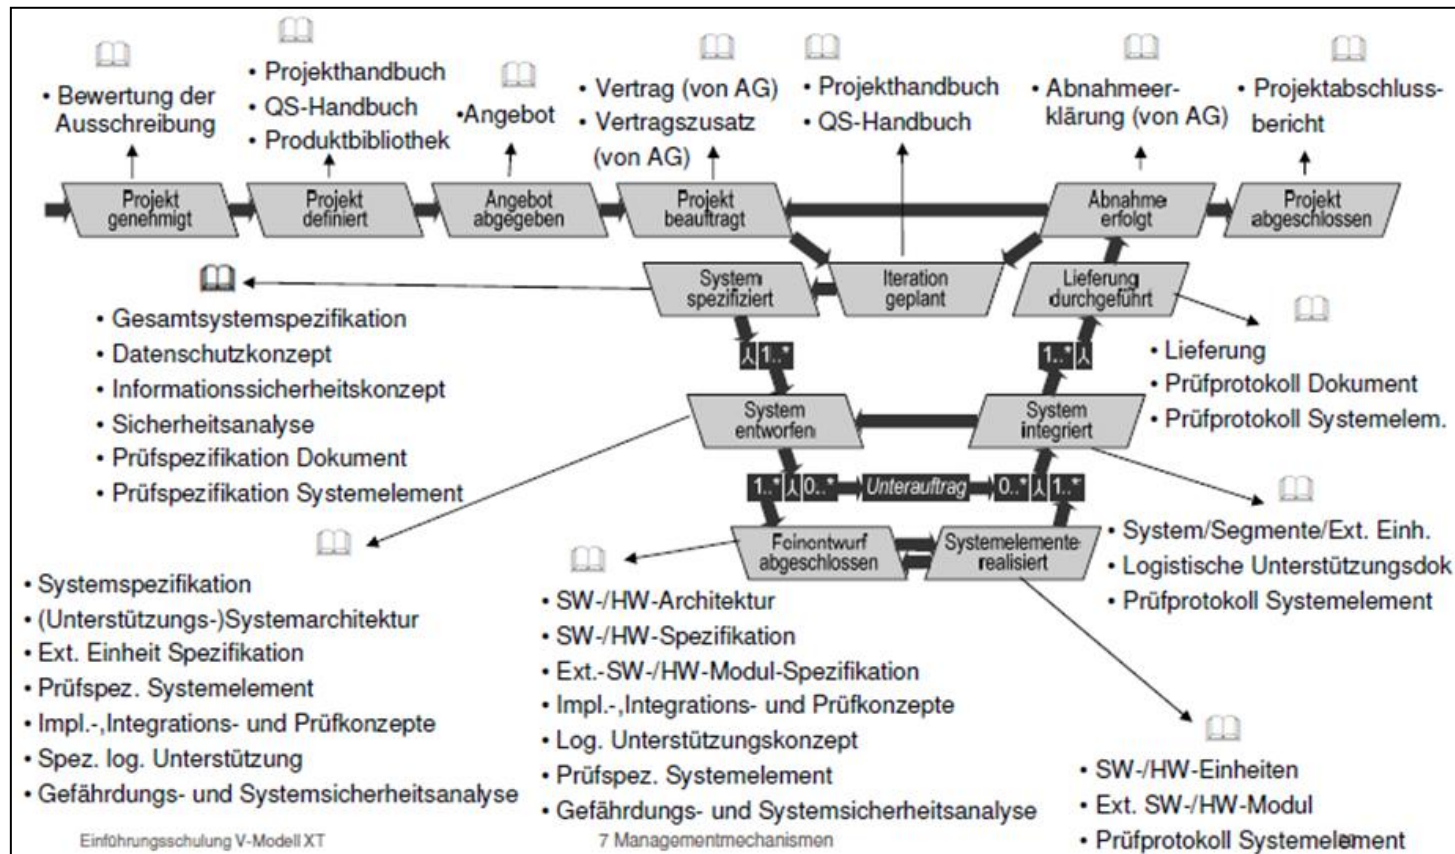 • Bewertung der
Ausschreibung
• Projekthandbuch
• QS-Handbuch
• Produktbibliothek
•Angebot
• Vertrag (von AG)
• Vertragszusatz
(von AG)
• Projekthandbuch
• QS-Handbuch
• Abnahmeer-
klärung (von AG)
• Projektabschluss-
bericht
Projekt
genehmigt
Projekt
definiert
Angebot
abgegeben
Projekt
beauftragt
Abnahme
erfolgt
Projekt
abgeschlossen
System
spezifiziert
Iteration
geplant
Lieferung
durchgeführt
• Gesamtsystemspezifikation
• Datenschutzkonzept
• Informationssicherheitskonzept
• Sicherheitsanalyse
• Prüfspezifikation Dokument
• Prüfspezifikation Systemelement
1..*
1..*
• Lieferung
• Prüfprotokoll Dokument
• Prüfprotokoll Systemelem.
System
entworfen
System
integriert
1..* 0..* Unterauftrag 0..* 1..*
Feinentwurf
abgeschlossen
Systemelemente
realisiert
• System/Segmente/Ext. Einh.
• Logistische Unterstützungsdok
• Prüfprotokoll Systemelement
• Systemspezifikation
• (Unterstützungs-)Systemarchitektur
• Ext. Einheit Spezifikation
• Prüfspez. Systemelement
• Impl.-,Integrations- und Prüfkonzepte
• Spez. log. Unterstützung
• Gefährdungs- und Systemsicherheitsanalyse
• SW-/HW-Architektur
• SW-/HW-Spezifikation
• Ext.-SW-/HW-Modul-Spezifikation
• Impl.-,Integrations- und Prüfkonzepte
• Log. Unterstützungskonzept
• Prüfspez. Systemelement
• Gefährdungs- und Systemsicherheitsanalyse
• SW-/HW-Einheiten
• Ext. SW-/HW-Modul
• Prüfprotokoll Systemelement
Einführungsschulung V-Modell XT
7 Managementmechanismen